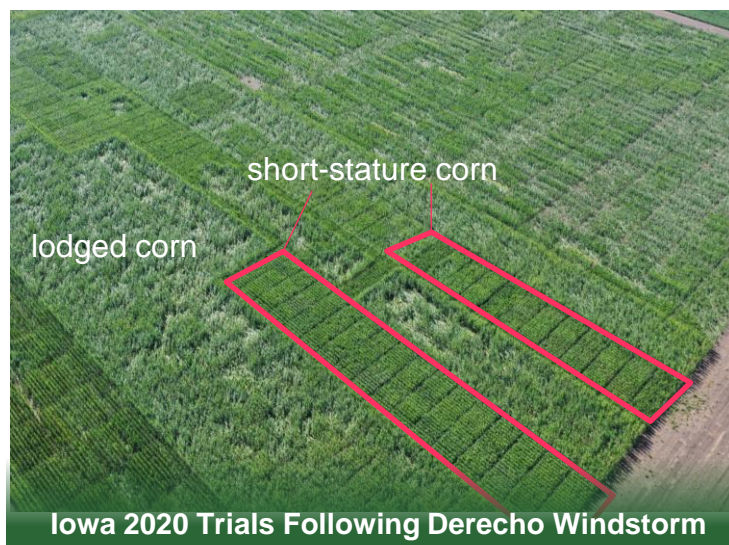 short-stature corn
lodged corn
Iowa 2020 Trials Following Derecho Windstorm